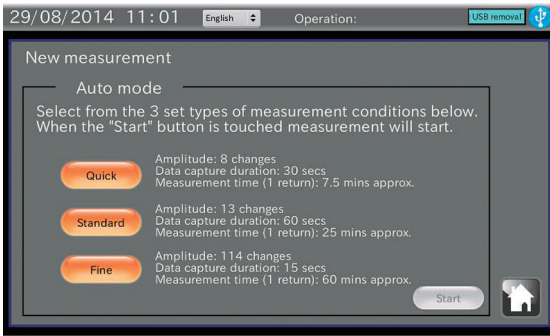 29/08/2014 11:01 English Operation: USB removal
New measurement
Auto mode
Select from the 3 set types of measurement conditions below.
When the "Start" button is touched measurement will start.
Quick
Amplitude: 8 changes
Data capture duration: 30 secs
Measurement time (1 return): 7.5 mins approx.
Standard
Amplitude: 13 changes
Data capture duration: 60 secs
Measurement time (1 return): 25 mins approx.
Fine
Amplitude: 114 changes
Data capture duration: 15 secs
Measurement time (1 return): 60 mins approx.
Start